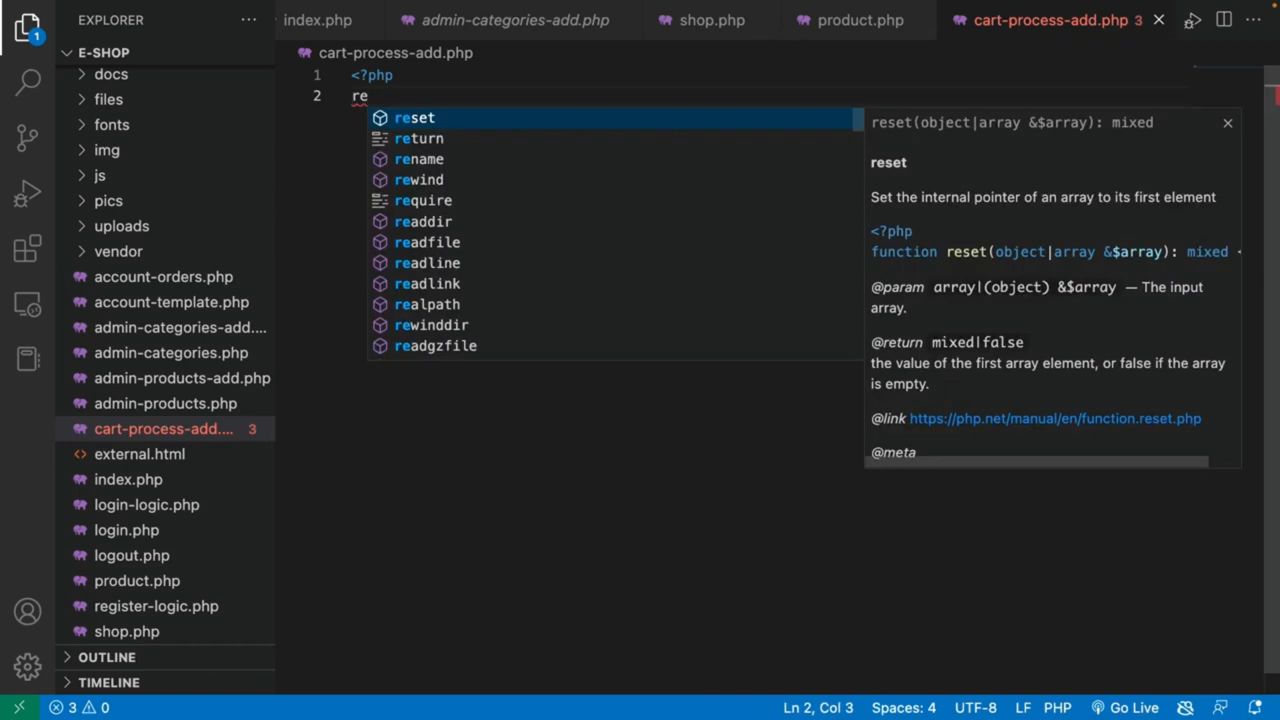 EXPLORER
E-SHOP
docs
files
fonts
img
js
pics
uploads
vendor
account-orders.php
account-template.php
admin-categories-add....
admin-categories.php
admin-products-add.php
admin-products.php
cart-process-add.... 3
external.html
index.php
login-logic.php
login.php
logout.php
product.php
register-logic.php
shop.php
OUTLINE
TIMELINE
1
index.php admin-categories-add.php shop.php product.php cart-process-add.php 3
cart-process-add.php
1 <?php
2 re
reset
return
rename
rewind
require
readdir
readfile
readline
readlink
realpath
rewinddir
readgzfile
reset(object|array &$array): mixed
reset
Set the internal pointer of an array to its first element
<?php
function reset(object|array &$array): mixed
@param array|(object) &$array — The input
array.
@return mixed|false
the value of the first array element, or false if the array
is empty.
@link https://php.net/manual/en/function.reset.php
@meta
3 0 Ln 2, Col 3 Spaces: 4 UTF-8 LF PHP Go Live